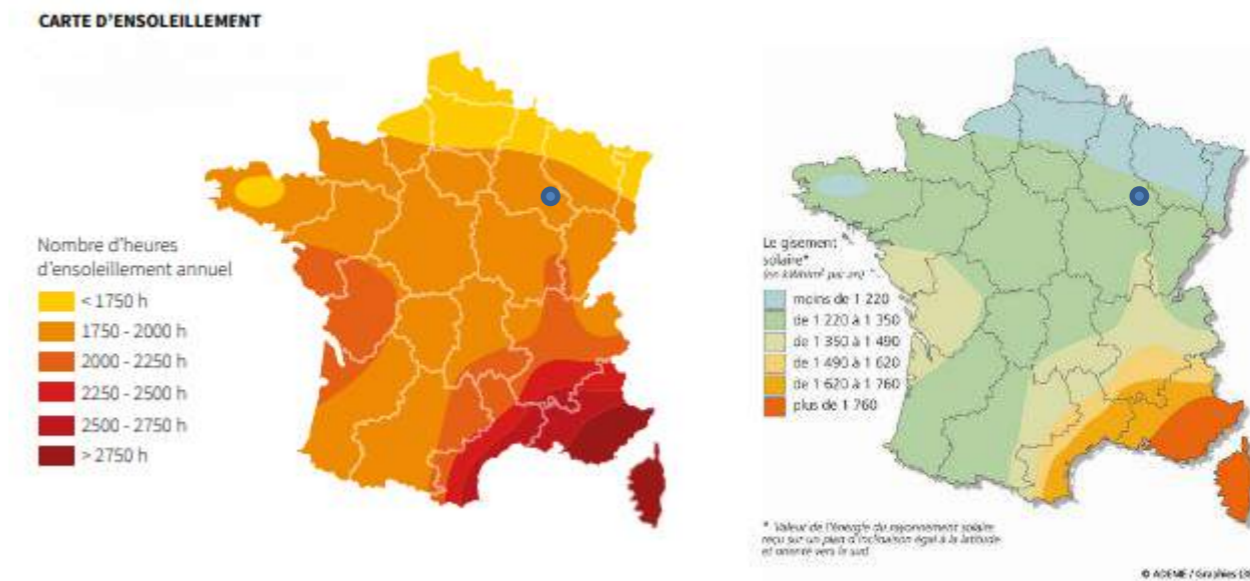 CARTE D'ENSOLEILLEMENT
Nombre d'heures
d'ensoleillement annuel
< 1750 h
1750 - 2000 h
2000 - 2250 h
2250 - 2500 h
2500 - 2750 h
> 2750 h
Le gisement
solaire*
par an)
moins de 1 220
de 1 220 à 1 350
de 1 350 à 1 490
de 1 490 à 1 620
de 1 620 à 1 760
plus de 1 760
* Valeur de l'énergie du rayonnement solaire
reçu sur un plan d'inclinaison égal à la latitude
et orienté vers le sud
© ADEME /